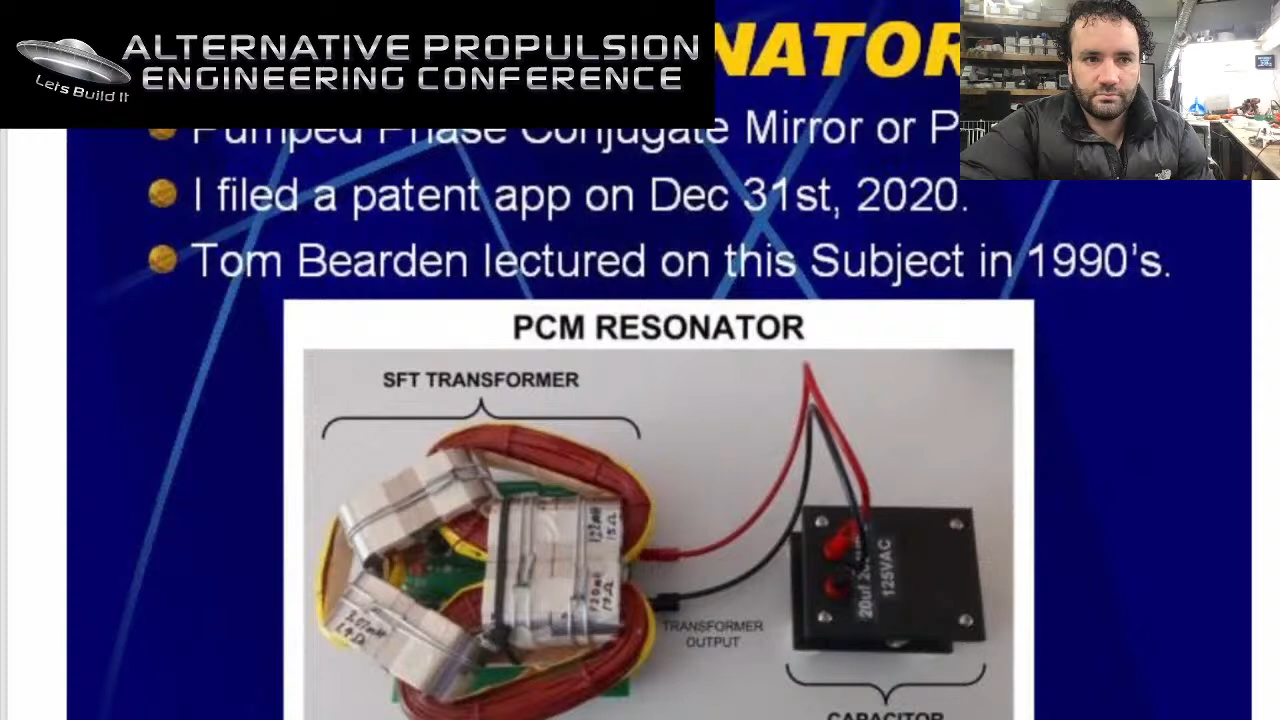 ALTERNATIVE PROPULSION
ENGINEERING CONFERENCE
Lets Build It
NATOR
Pumped Phase Conjugate Mirror or P
I filed a patent app on Dec 31st, 2020.
Tom Bearden lectured on this Subject in 1990's.
PCM RESONATOR
SFT TRANSFORMER
20uf
125VAC
TRANSFORMER
OUTPUT
CAPACITOR